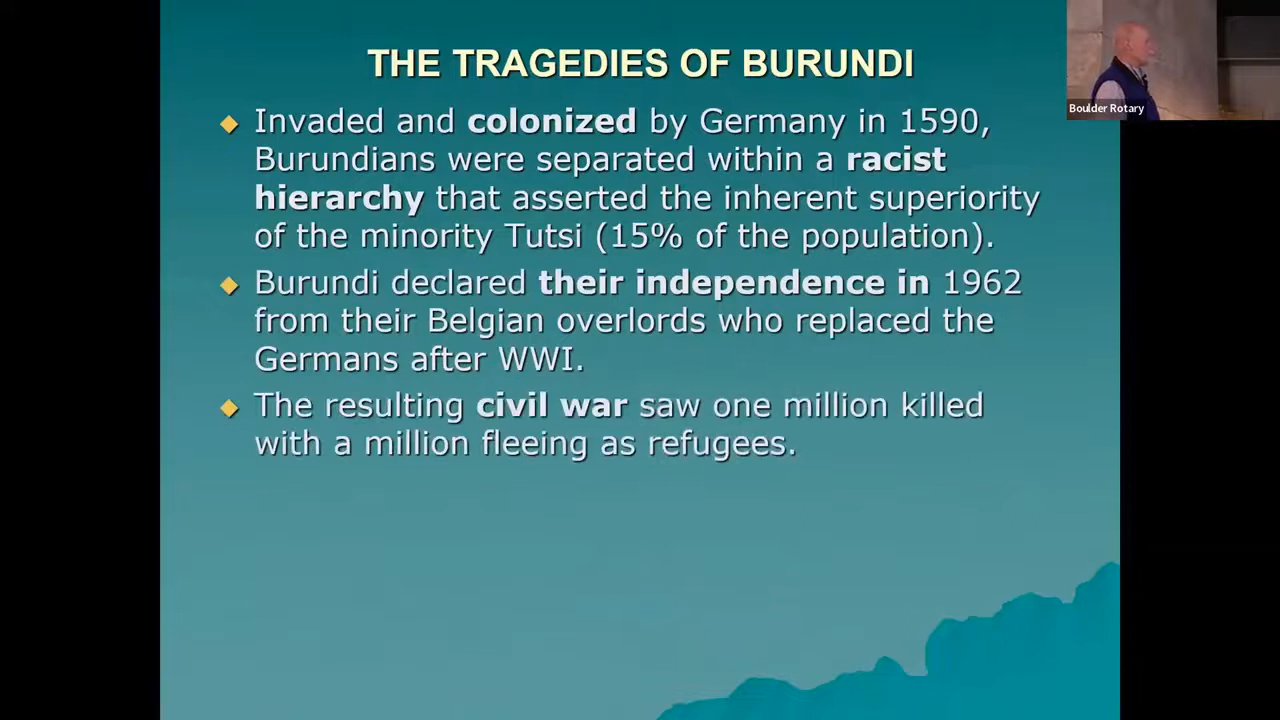 THE TRAGEDIES OF BURUNDI
Boulder Rotary
Invaded and colonized by Germany in 1590,
Burundians were separated within a racist
hierarchy that asserted the inherent superiority
of the minority Tutsi (15% of the population).
Burundi declared their independence in 1962
from their Belgian overlords who replaced the
Germans after WWI.
The resulting civil war saw one million killed
with a million fleeing as refugees.